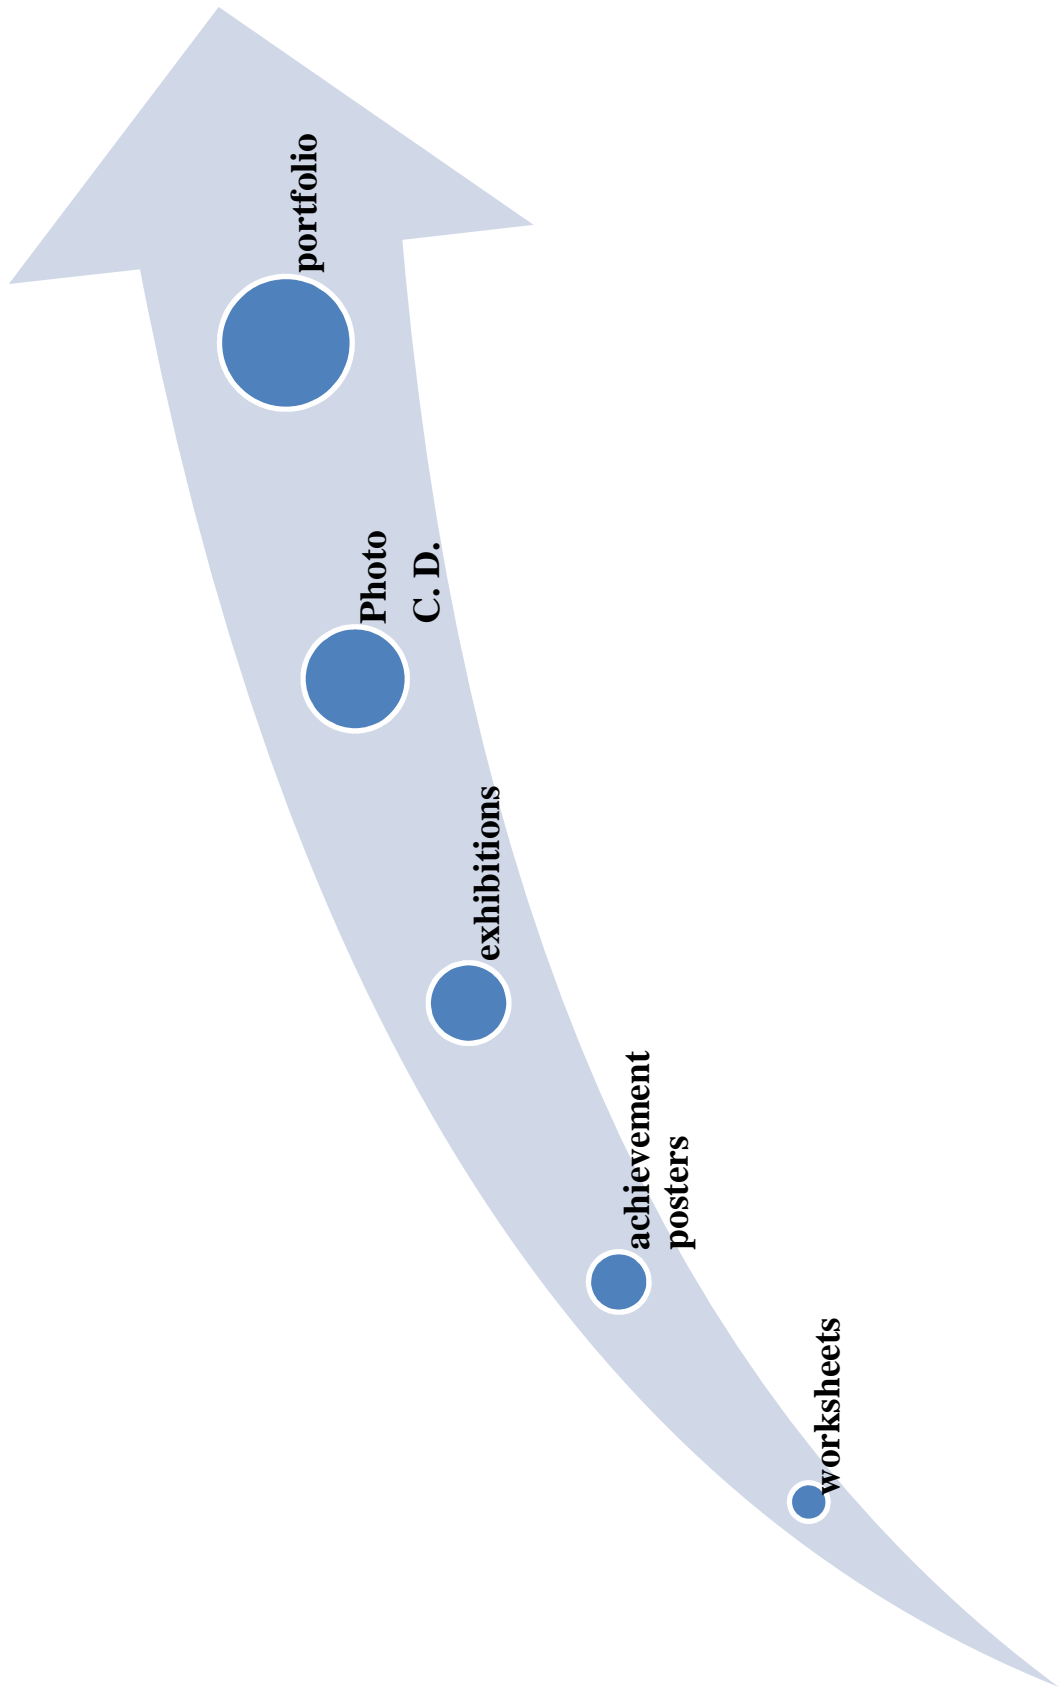 worksheets
achievement
posters
exhibitions
Photo
C. D.
portfolio